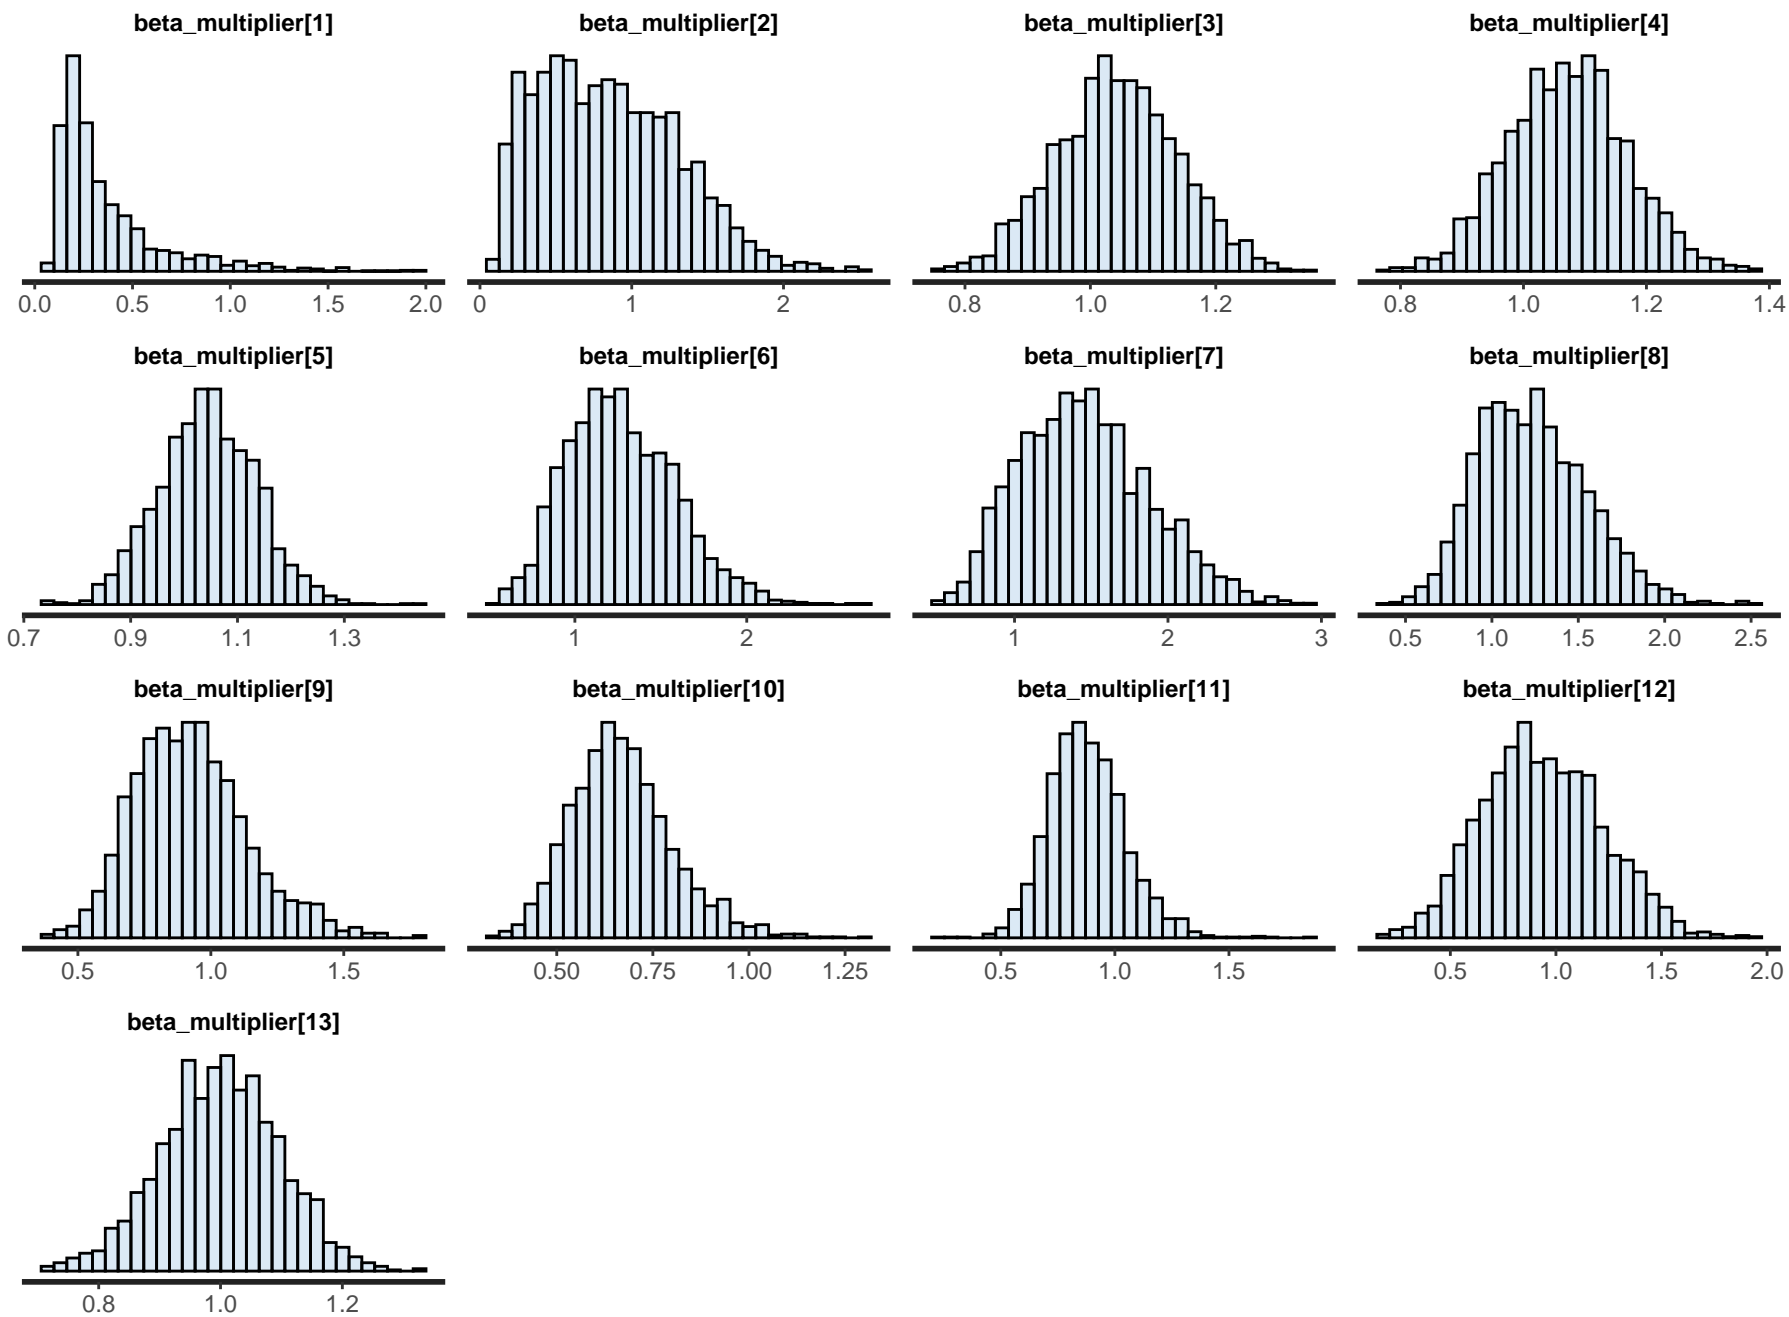 beta_multiplier[1] beta_multiplier[2] beta_multiplier[3] beta_multiplier[4]
0.0 0.5 1.0 1.5 2.0 0 1 2 0.8 1.0 1.2 0.8 1.0 1.2 1.4
beta_multiplier[5] beta_multiplier[6] beta_multiplier[7] beta_multiplier[8]
0.7 0.9 1.1 1.3 1 2 1 2 3 0.5 1.0 1.5 2.0 2.5
beta_multiplier[9] beta_multiplier[10] beta_multiplier[11] beta_multiplier[12]
0.5 1.0 1.5 0.50 0.75 1.00 1.25 0.5 1.0 1.5 0.5 1.0 1.5 2.0
beta_multiplier[13]
0.8 1.0 1.2